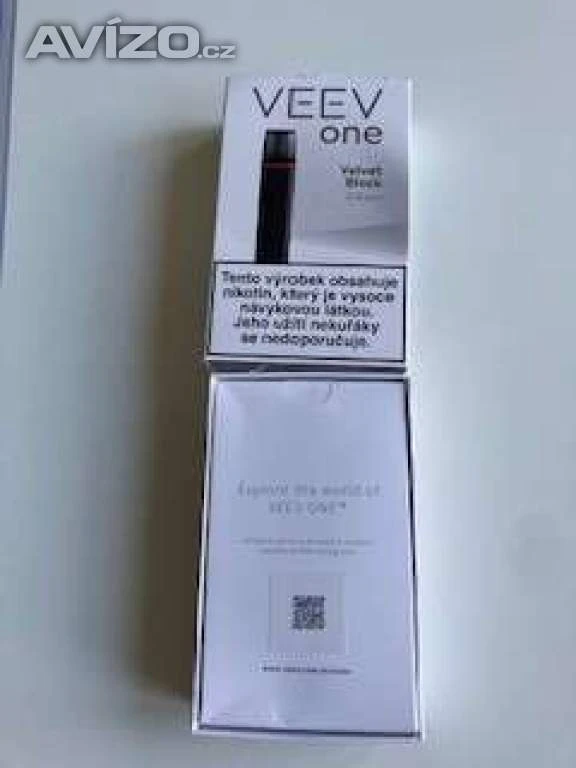 AVÍZO.cz
VEEV
one
Velvet
Black
Tento výrobek obsahuje
nikotin, který je vysoce
návykovou látkou.
Jeho užití nekuřáky
se nedoporučuje.
Explore the world of
VEEV ONE™